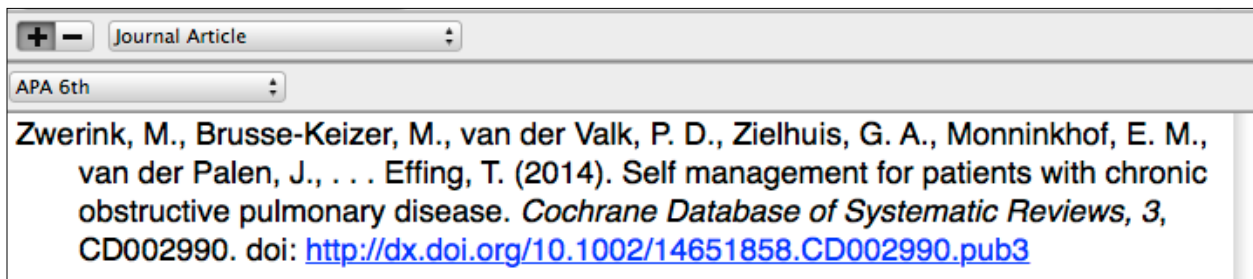 Journal Article
APA 6th
Zwerink, M., Brusse-Keizer, M., van der Valk, P. D., Zielhuis, G. A., Monninkhof, E. M.,
van der Palen, J., . . . Effing, T. (2014). Self management for patients with chronic
obstructive pulmonary disease. Cochrane Database of Systematic Reviews, 3,
CD002990. doi: http://dx.doi.org/10.1002/14651858.CD002990.pub3